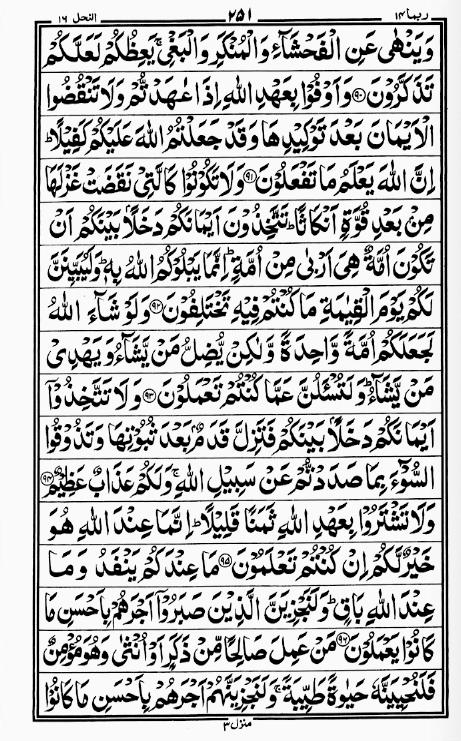 ربما ١٤ ٢٥١ النحل ١٦
وَيَنْهٰى عَنِ الْفَحْشَآءِ وَالْمُنْكَرِ وَالْبَغْىِ ۚ يَعِظُكُمْ لَعَلَّكُمْ
تَذَكَّرُوْنَ ﴿٩٠﴾ وَاَوْفُوْا بِعَهْدِ اللّٰهِ اِذَا عٰهَدْتُّمْ وَلَا تَنْقُضُوا
الْاَيْمَانَ بَعْدَ تَوْكِيْدِهَا وَقَدْ جَعَلْتُمُ اللّٰهَ عَلَيْكُمْ كَفِيْلًا ؕ
اِنَّ اللّٰهَ يَعْلَمُ مَا تَفْعَلُوْنَ ﴿٩١﴾ وَلَا تَكُوْنُوْا كَالَّتِىْ نَقَضَتْ غَزْلَهَا
مِنْۢ بَعْدِ قُوَّةٍ اَنْكَاثًا ؕ تَتَّخِذُوْنَ اَيْمَانَكُمْ دَخَلًاۢ بَيْنَكُمْ اَنْ
تَكُوْنَ اُمَّةٌ هِىَ اَرْبٰى مِنْ اُمَّةٍ ؕ اِنَّمَا يَبْلُوْكُمُ اللّٰهُ بِهٖ ؕ وَلَيُبَيِّنَنَّ
لَكُمْ يَوْمَ الْقِيٰمَةِ مَا كُنْتُمْ فِيْهِ تَخْتَلِفُوْنَ ﴿٩٢﴾ وَلَوْ شَآءَ اللّٰهُ
لَجَعَلَكُمْ اُمَّةً وَّاحِدَةً وَّلٰكِنْ يُّضِلُّ مَنْ يَّشَآءُ وَيَهْدِىْ
مَنْ يَّشَآءُ ؕ وَلَتُسْئَلُنَّ عَمَّا كُنْتُمْ تَعْمَلُوْنَ ﴿٩٣﴾ وَلَا تَتَّخِذُوْۤا
اَيْمَانَكُمْ دَخَلًاۢ بَيْنَكُمْ فَتَزِلَّ قَدَمٌۢ بَعْدَ ثُبُوْتِهَا وَتَذُوْقُوا
السُّوْٓءَ بِمَا صَدَدْتُّمْ عَنْ سَبِيْلِ اللّٰهِ ۚ وَلَكُمْ عَذَابٌ عَظِيْمٌ ﴿٩٤﴾
وَلَا تَشْتَرُوْا بِعَهْدِ اللّٰهِ ثَمَنًا قَلِيْلًا ؕ اِنَّمَا عِنْدَ اللّٰهِ هُوَ
خَيْرٌ لَّكُمْ اِنْ كُنْتُمْ تَعْلَمُوْنَ ﴿٩٥﴾ مَا عِنْدَكُمْ يَنْفَدُ وَمَا
عِنْدَ اللّٰهِ بَاقٍ ؕ وَلَنَجْزِيَنَّ الَّذِيْنَ صَبَرُوْۤا اَجْرَهُمْ بِاَحْسَنِ مَا
كَانُوْا يَعْمَلُوْنَ ﴿٩٦﴾ مَنْ عَمِلَ صَالِحًا مِّنْ ذَكَرٍ اَوْ اُنْثٰى وَهُوَ مُؤْمِنٌ
فَلَنُحْيِيَنَّهٗ حَيٰوةً طَيِّبَةً ۚ وَلَنَجْزِيَنَّهُمْ اَجْرَهُمْ بِاَحْسَنِ مَا كَانُوْا
منزل ٣